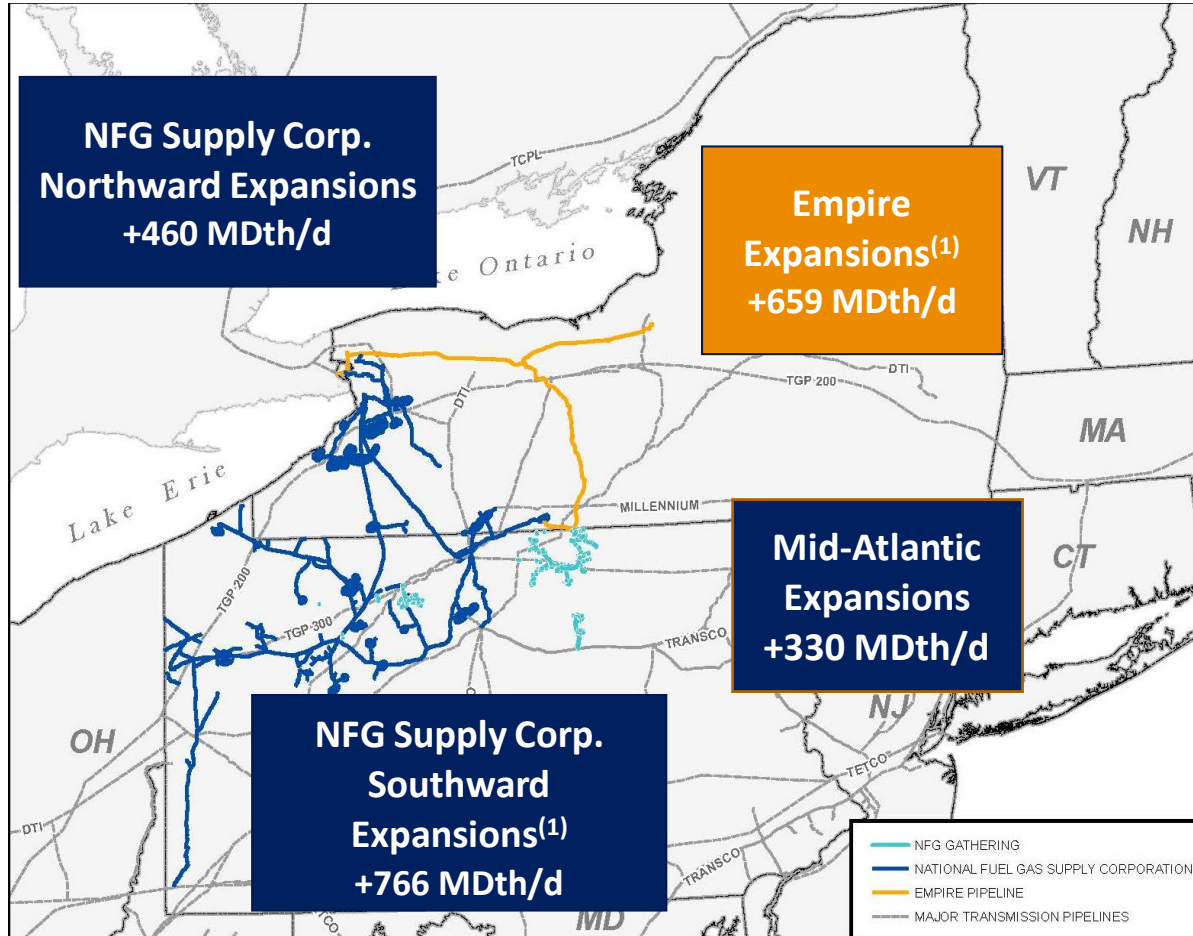 NFG Supply Corp.
Northward Expansions
+460 MDth/d
TCPL
Lake Ontario
Empire
Expansions(1)
+659 MDth/d
VT
NH
DTI
TGP 200
DTI
MA
Lake Erie
MILLENNIUM
Mid-Atlantic
Expansions
+330 MDth/d
CT
TGP 200
TGP 300
TRANSCO
OH
NFG Supply Corp.
Southward
Expansions(1)
+766 MDth/d
NJ
TETCO
DTI
TRANSCO
MD
NFG GATHERING
NATIONAL FUEL GAS SUPPLY CORPORATION
EMPIRE PIPELINE
MAJOR TRANSMISSION PIPELINES